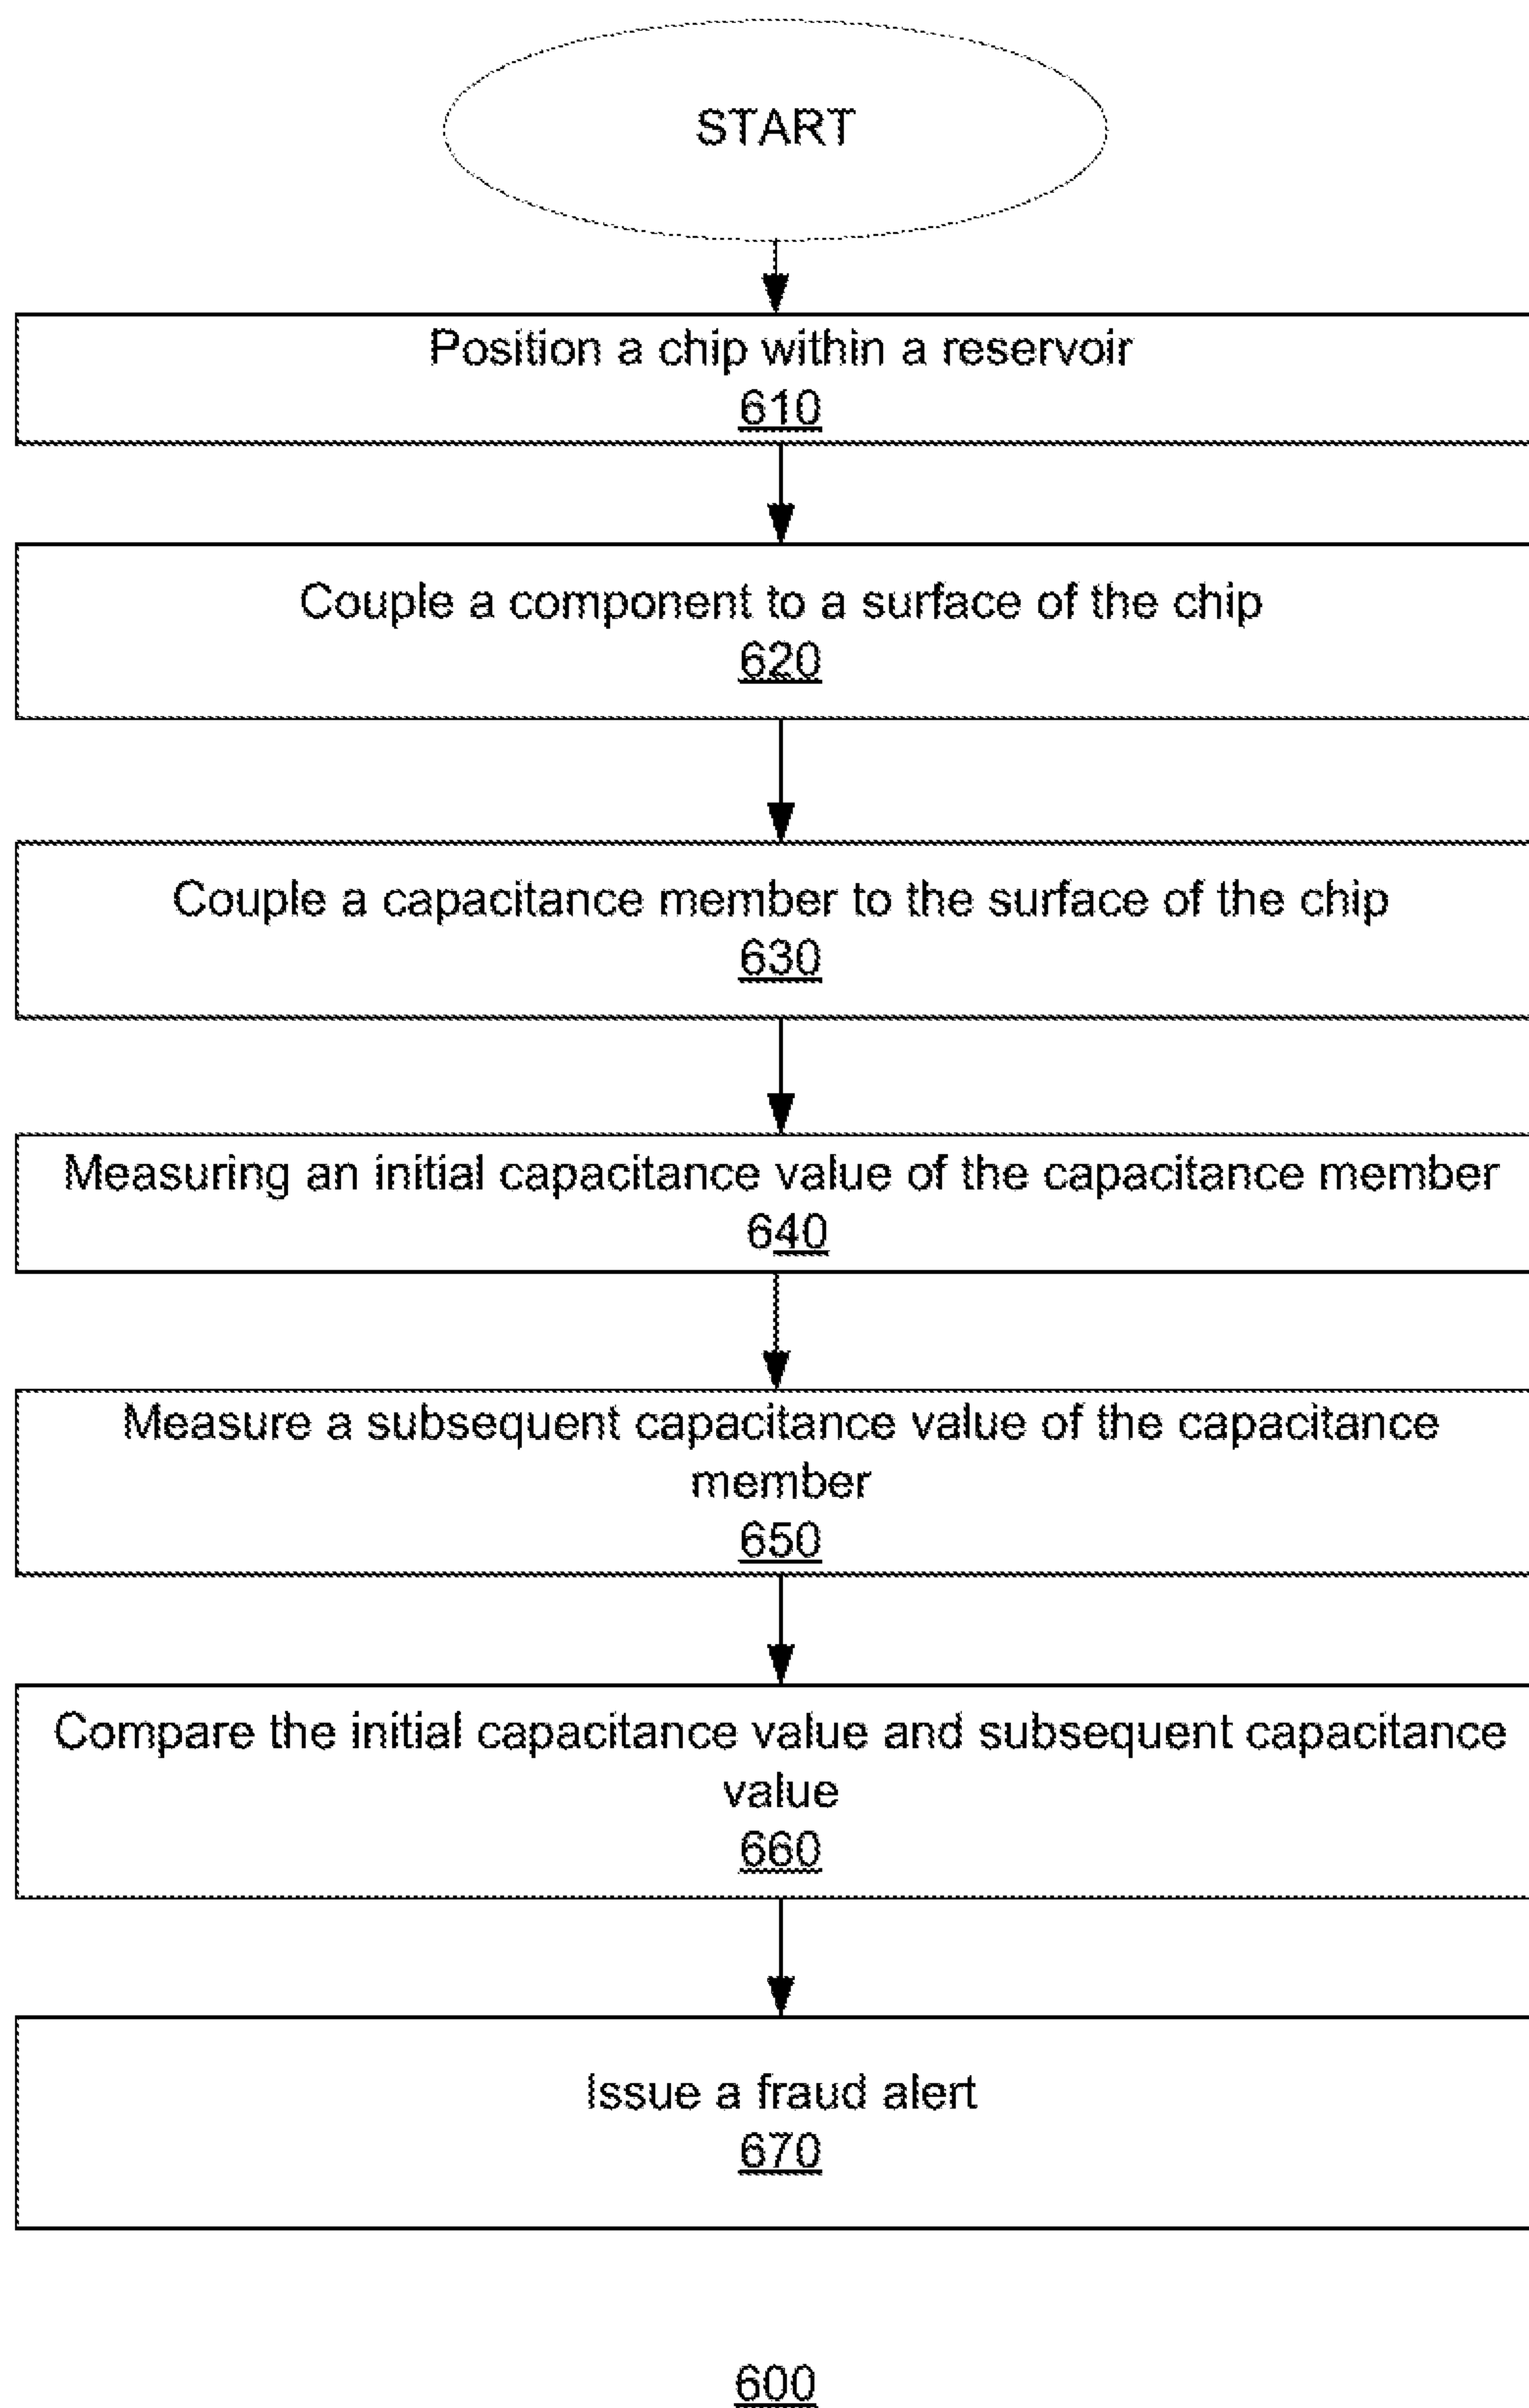 START
Position a chip within a reservoir
610
Couple a component to a surface of the chip
620
Couple a capacitance member to the surface of the chip
630
Measuring an initial capacitance value of the capacitance member
640
Measure a subsequent capacitance value of the capacitance
member
650
Compare the initial capacitance value and subsequent capacitance
value
660
Issue a fraud alert
670
600